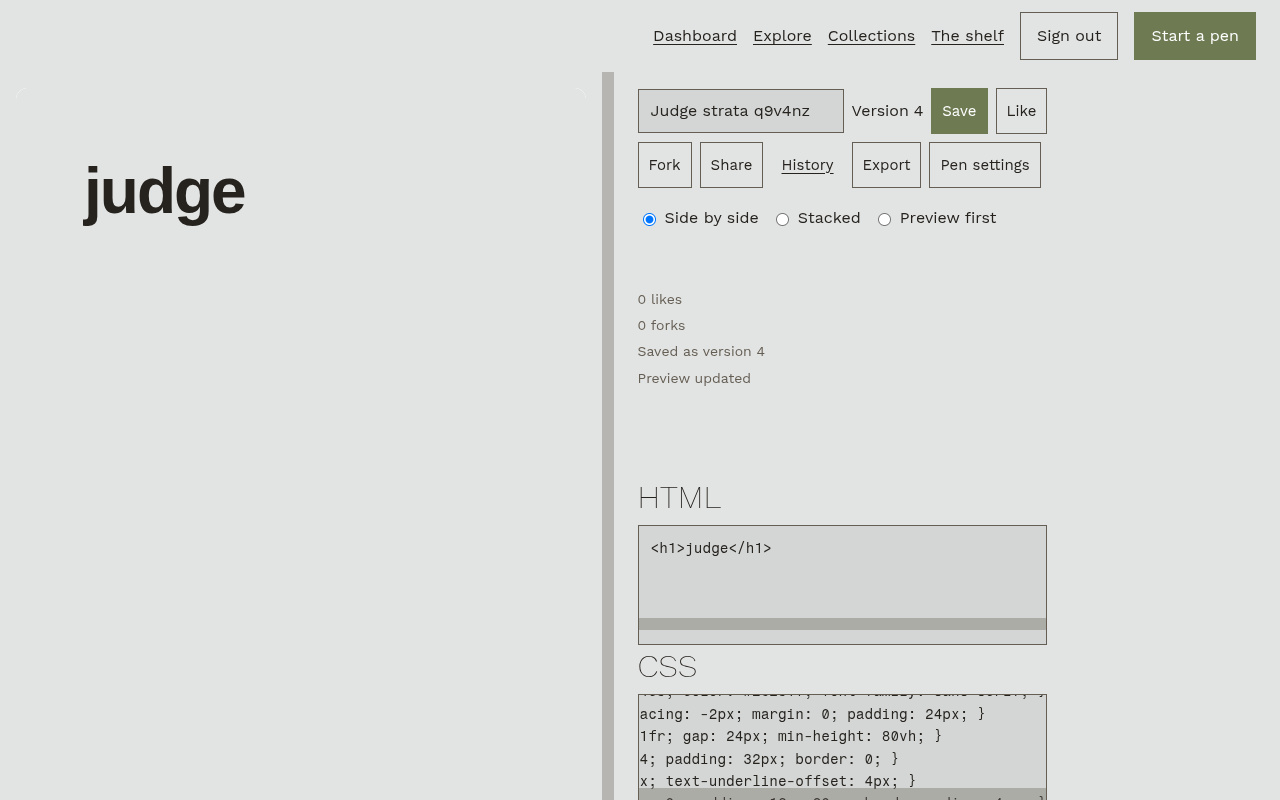 Dashboard Explore Collections The shelf Sign out Start a pen
judge
Judge strata q9v4nz Version 4 Save Like
Fork Share History Export Pen settings
Side by side Stacked Preview first
0 likes
0 forks
Saved as version 4
Preview updated
HTML
<h1>judge</h1>
CSS
acing: -2px; margin: 0; padding: 24px; }
1fr; gap: 24px; min-height: 80vh; }
4; padding: 32px; border: 0; }
x; text-underline-offset: 4px; }